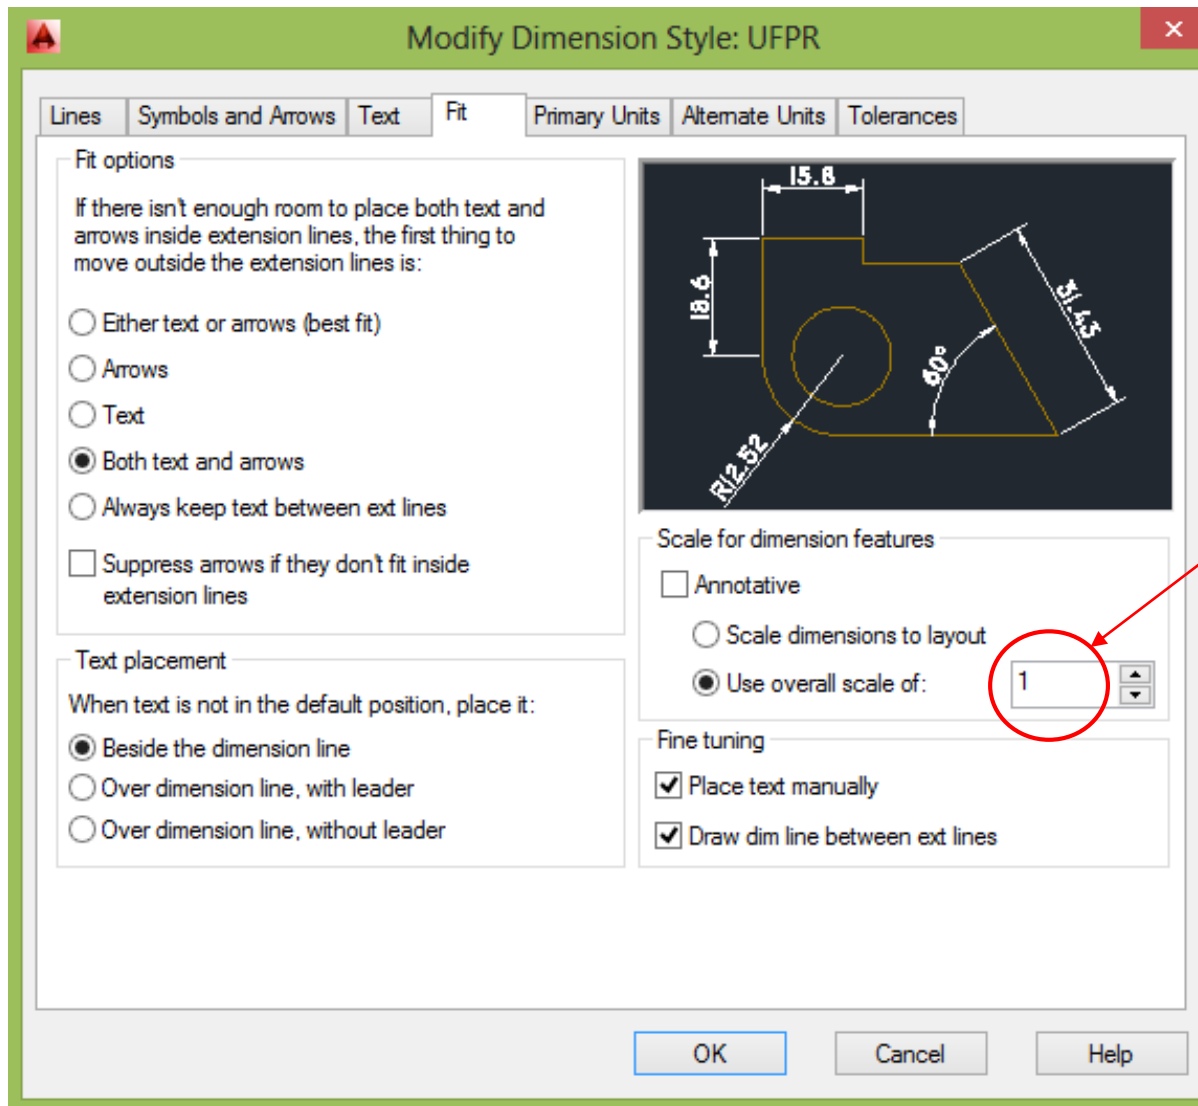 Modify Dimension Style: UFPR
Lines Symbols and Arrows Text Fit Primary Units Alternate Units Tolerances
Fit options
If there isn't enough room to place both text and
arrows inside extension lines, the first thing to
move outside the extension lines is:
Either text or arrows (best fit)
Arrows
Text
Both text and arrows
Always keep text between ext lines
Suppress arrows if they don't fit inside
extension lines
Text placement
When text is not in the default position, place it:
Beside the dimension line
Over dimension line, with leader
Over dimension line, without leader
15.8
18.6
31.43
60°
R12.52
Scale for dimension features
Annotative
Scale dimensions to layout
Use overall scale of: 1
Fine tuning
Place text manually
Draw dim line between ext lines
OK Cancel Help